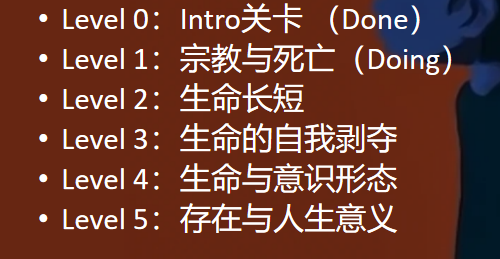 • Level 0：Intro关卡 （Done）
• Level 1：宗教与死亡（Doing）
• Level 2：生命长短
• Level 3：生命的自我剥夺
• Level 4：生命与意识形态
• Level 5：存在与人生意义